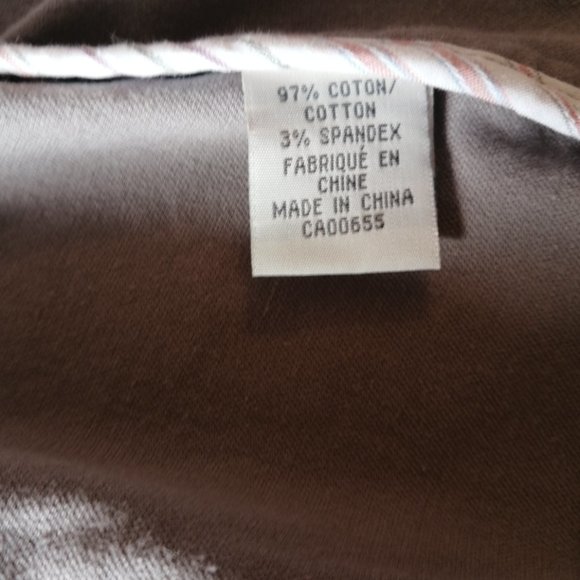 97% COTON/
COTTON
3% SPANDEX
FABRIQUÉ EN
CHINE
MADE IN CHINA
CA00655